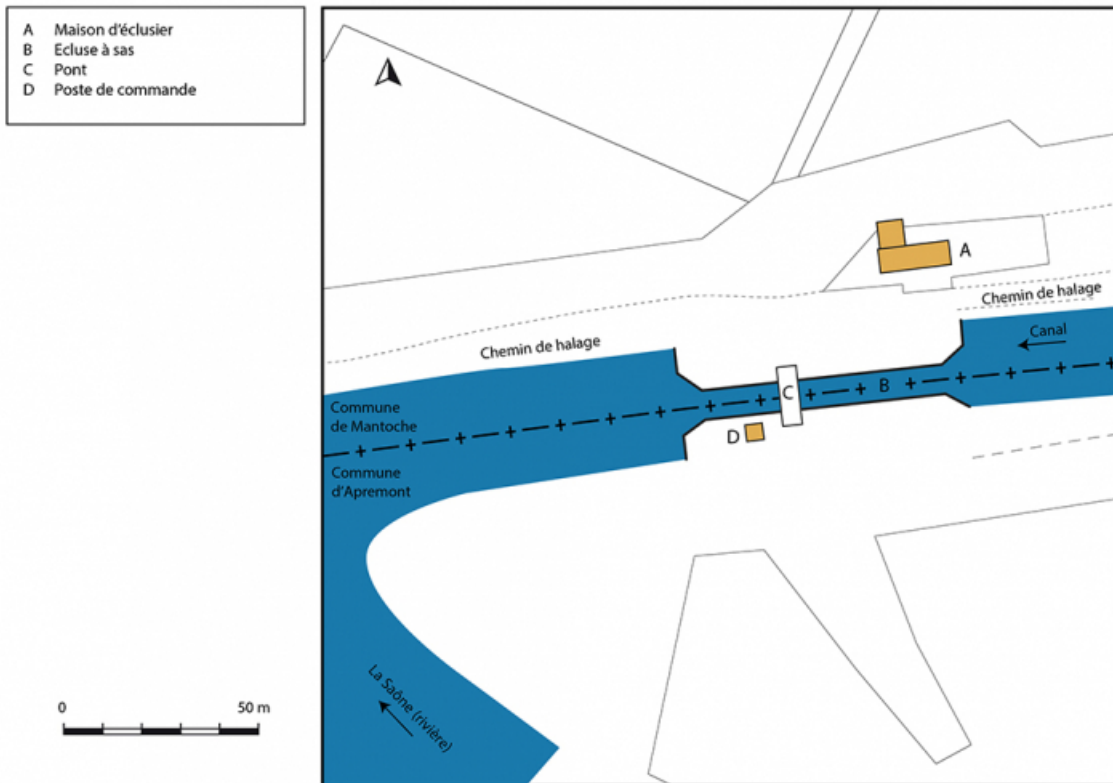 A Maison d'éclusier
B Ecluse à sas
C Pont
D Poste de commande
A
Chemin de halage
Canal
Chemin de halage
B
C
Commune
de Mantoche
D
Commune
d'Apremont
La Saône (rivière)
0 50 m